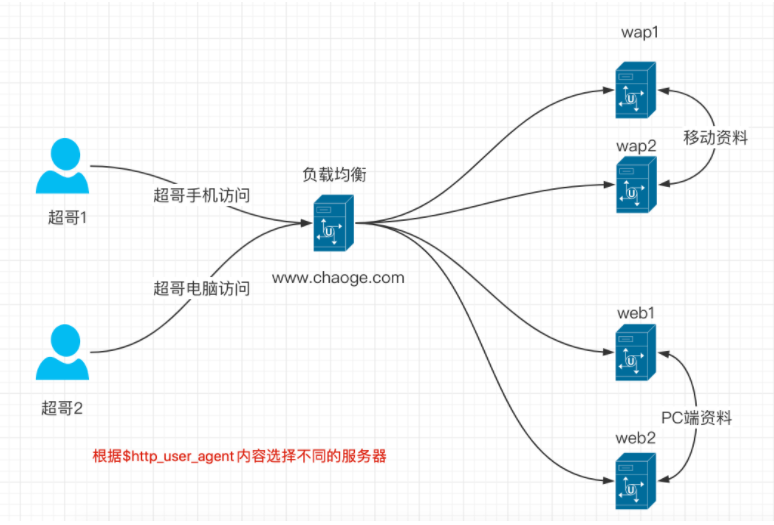 wap1
移动资料
wap2
负载均衡
超哥手机访问
超哥1
www.chaoge.com
超哥电脑访问
web1
超哥2
PC端资料
web2
根据$http_user_agent内容选择不同的服务器
U
U
U
U
U